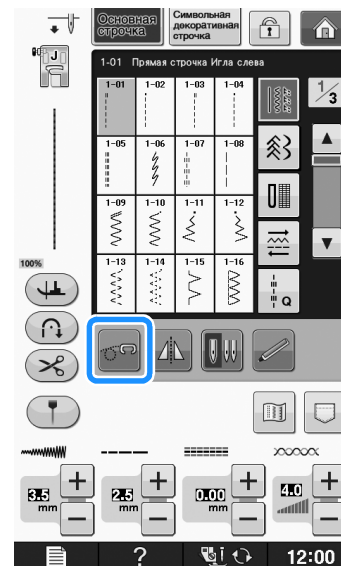 Основная
строчка
Символьная
декоративная
строчка
J
1-01 Прямая строчка Игла слева
1/3
1-01 1-02 1-03 1-04
1-05 1-06 1-07 1-08
1-09 1-10 1-11 1-12
1-13 1-14 1-15 1-16
Q
100%
3.5 mm
2.5 mm
0.00 mm
4.0
?
12:00